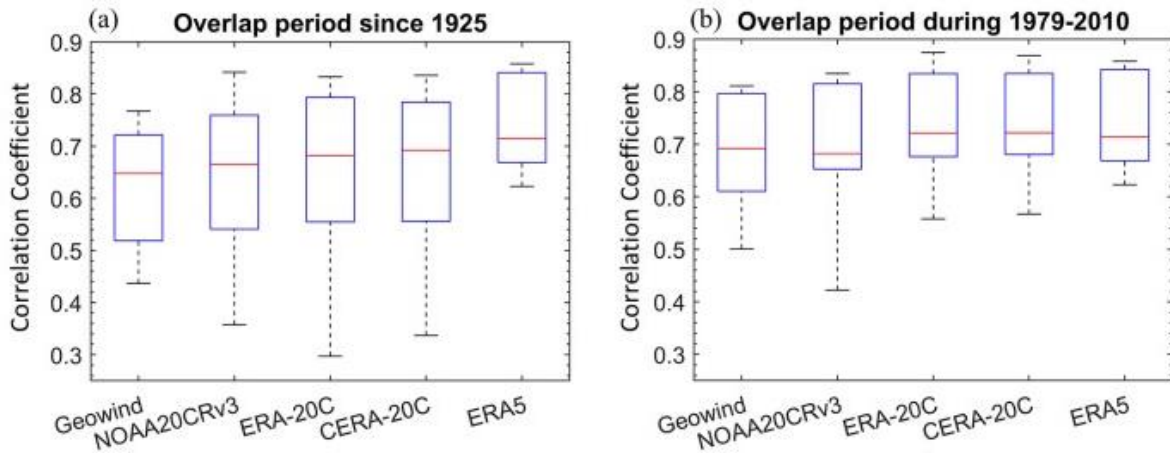 (a) Overlap period since 1925
0.9
0.8
0.7
0.6
0.5
0.4
0.3
Correlation Coefficient
Geowind
NOAA20CRv3
ERA-20C
CERA-20C
ERA5
(b) Overlap period during 1979-2010
0.9
0.8
0.7
0.6
0.5
0.4
0.3
Correlation Coefficient
Geowind
NOAA20CRv3
ERA-20C
CERA-20C
ERA5